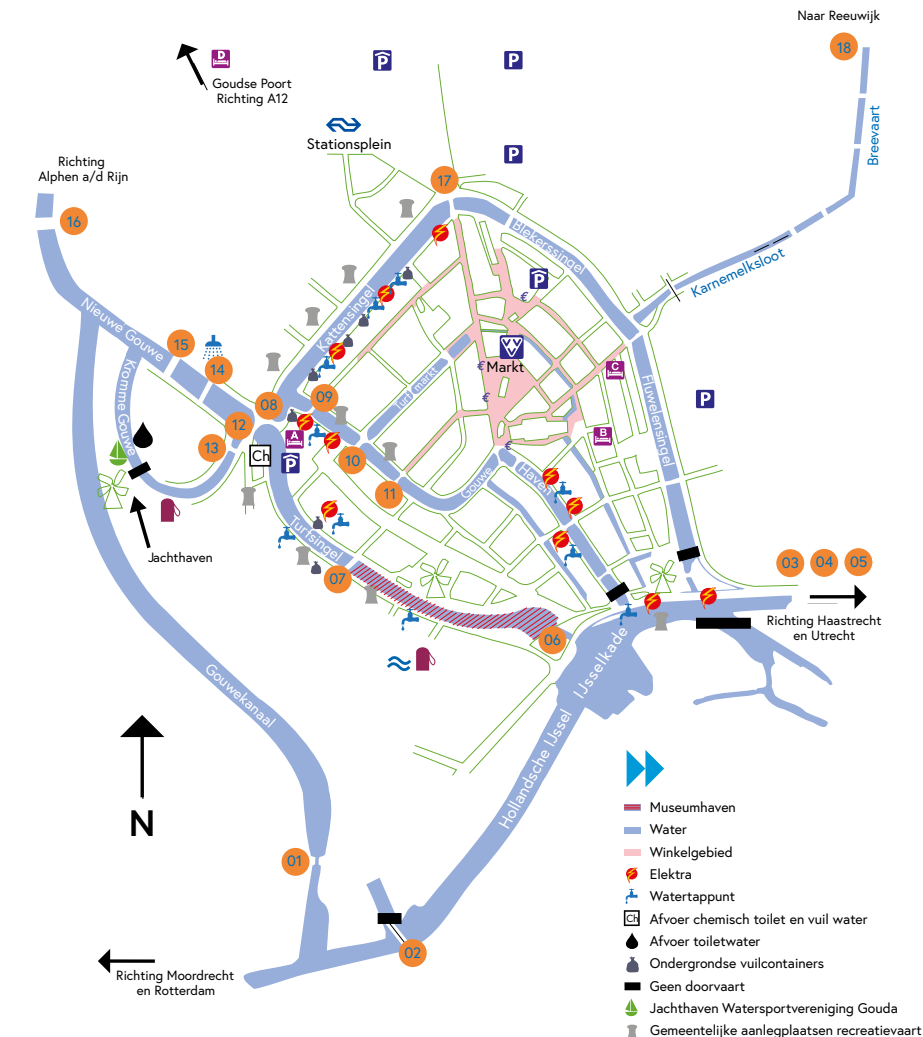 Naar Reeuwijk
18
D
Goudse Poort
Richting A12
P
P
P
Stationsplein
Breevaart
Richting
Alphen a/d Rijn
16
17
Blekerssingel
Karnemelksloot
€
P
Nieuwe Gouwe
15
14
Kattensingel
Kromme Gouwe
Turfmarkt
€
Markt
€
C
Fluwelensingel
P
08
09
12
13
A
B
Ch
P
10
11
€
Gouwe
Haven
Jachthaven
Turfsingel
07
06
03
04
05
Richting Haastrecht
en Utrecht
IJsselkade
Hollandsche IJssel
Gouwekanaal
N
01
02
Richting Moordrecht
en Rotterdam
Museumhaven
Water
Winkelgebied
Elektra
Watertappunt
Ch Afvoer chemisch toilet en vuil water
Afvoer toiletwater
Ondergrondse vuilcontainers
Geen doorvaart
Jachthaven Watersportvereniging Gouda
Gemeentelijke aanlegplaatsen recreatievaart